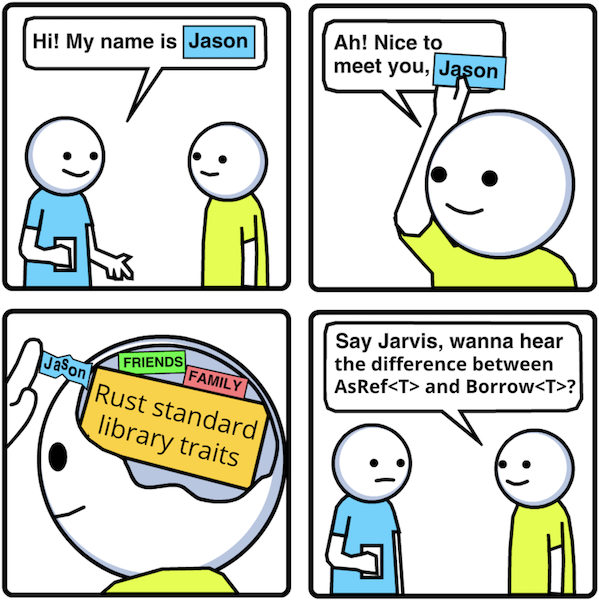 Hi! My name is Jason
Ah! Nice to
meet you, Jason
Jason
FRIENDS
FAMILY
Rust standard
library traits
Say Jarvis, wanna hear
the difference between
AsRef<T> and Borrow<T>?